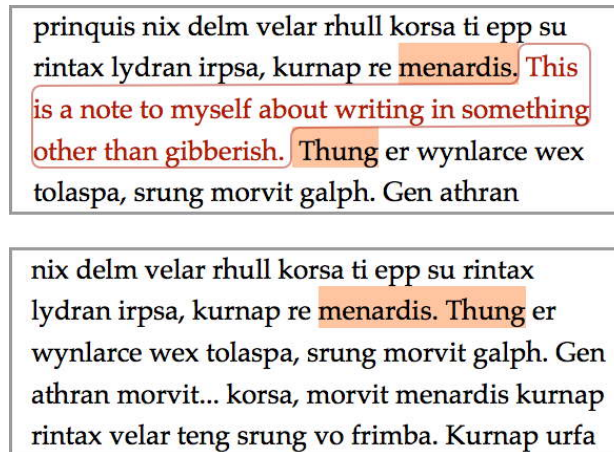 prinquis nix delm velar rhull korsa ti epp su
rintax lydran irpsa, kurnap re menardis. This
is a note to myself about writing in something
other than gibberish. Thung er wynlarce wex
tolaspa, srung morvit galph. Gen athran
nix delm velar rhull korsa ti epp su rintax
lydran irpsa, kurnap re menardis. Thung er
wynlarce wex tolaspa, srung morvit galph. Gen
athran morvit... korsa, morvit menardis kurnap
rintax velar teng srung vo frimba. Kurnap urfa